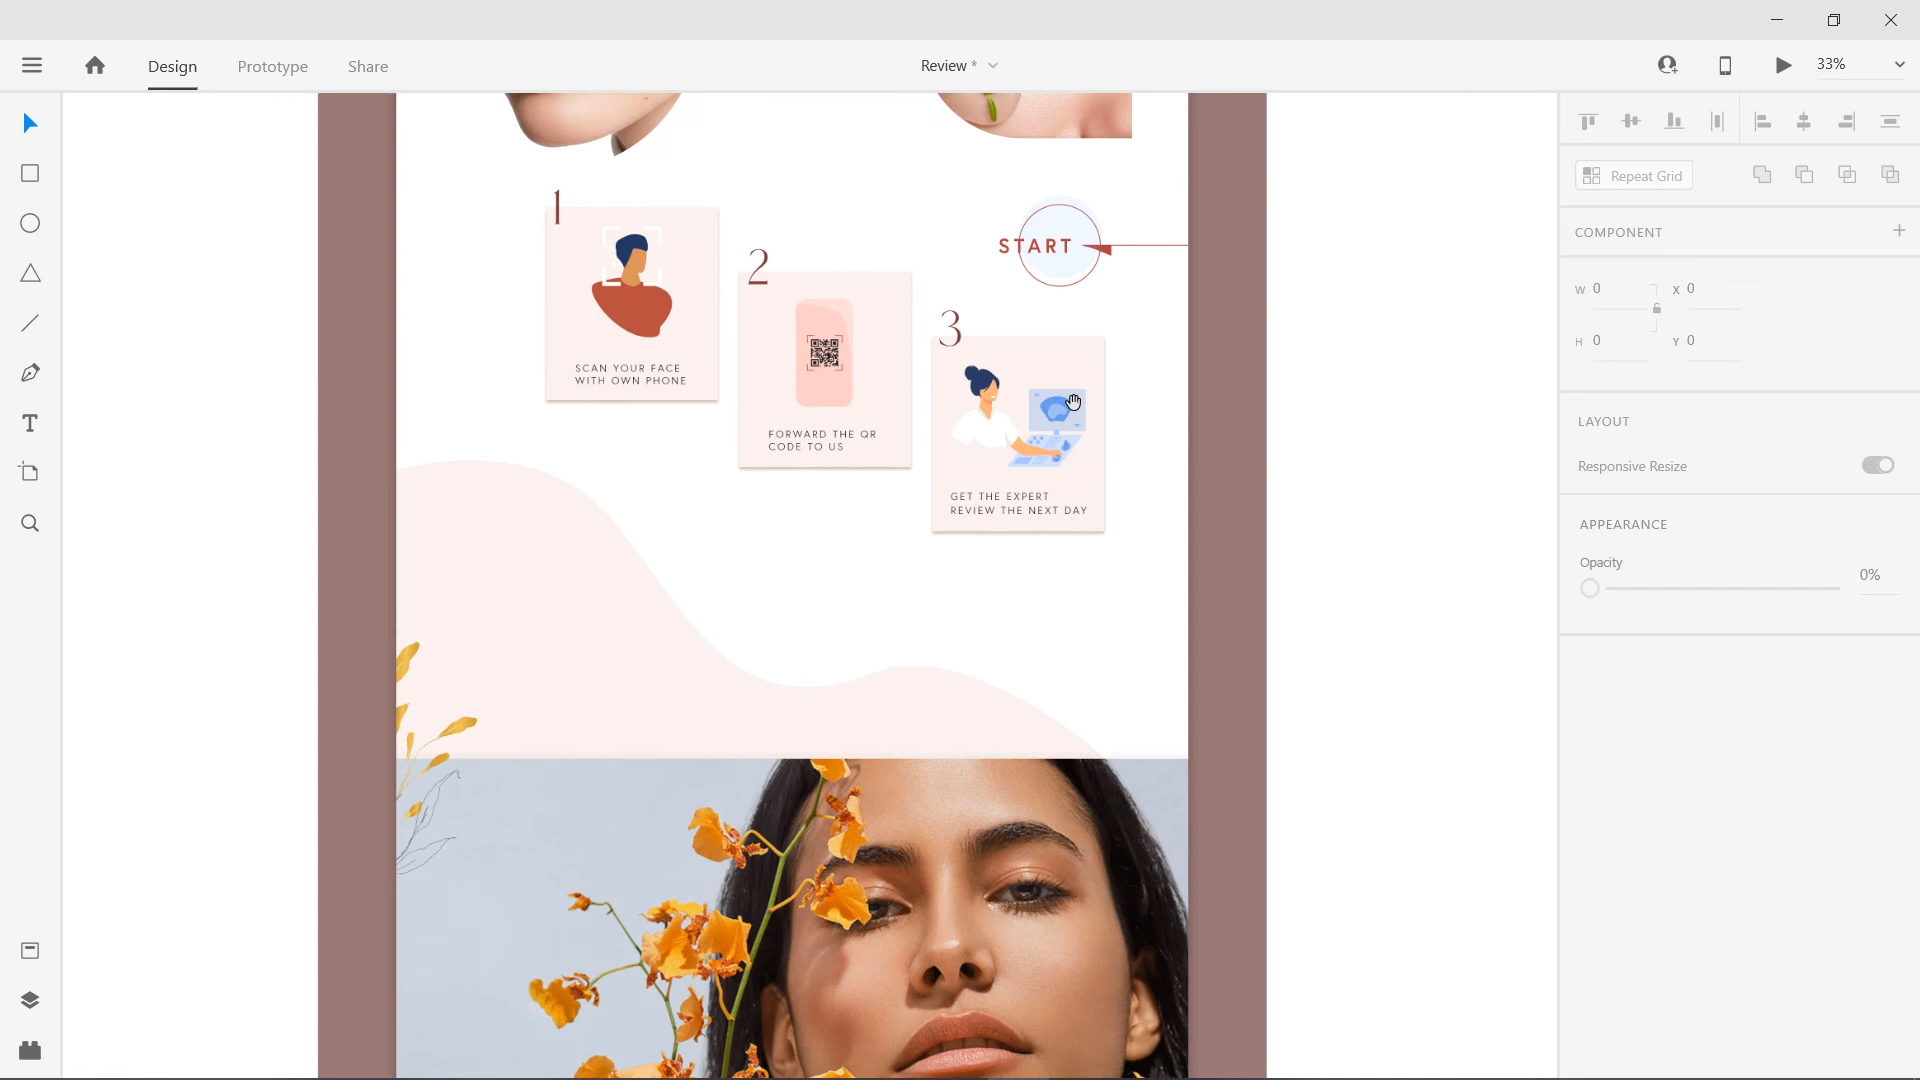 Design
Prototype
Share
Review *
33%
Repeat Grid
COMPONENT
W 0
X 0
H 0
Y 0
LAYOUT
Responsive Resize
APPEARANCE
Opacity
0%
1
SCAN YOUR FACE
WITH OWN PHONE
2
FORWARD THE QR
CODE TO US
START
3
GET THE EXPERT
REVIEW THE NEXT DAY